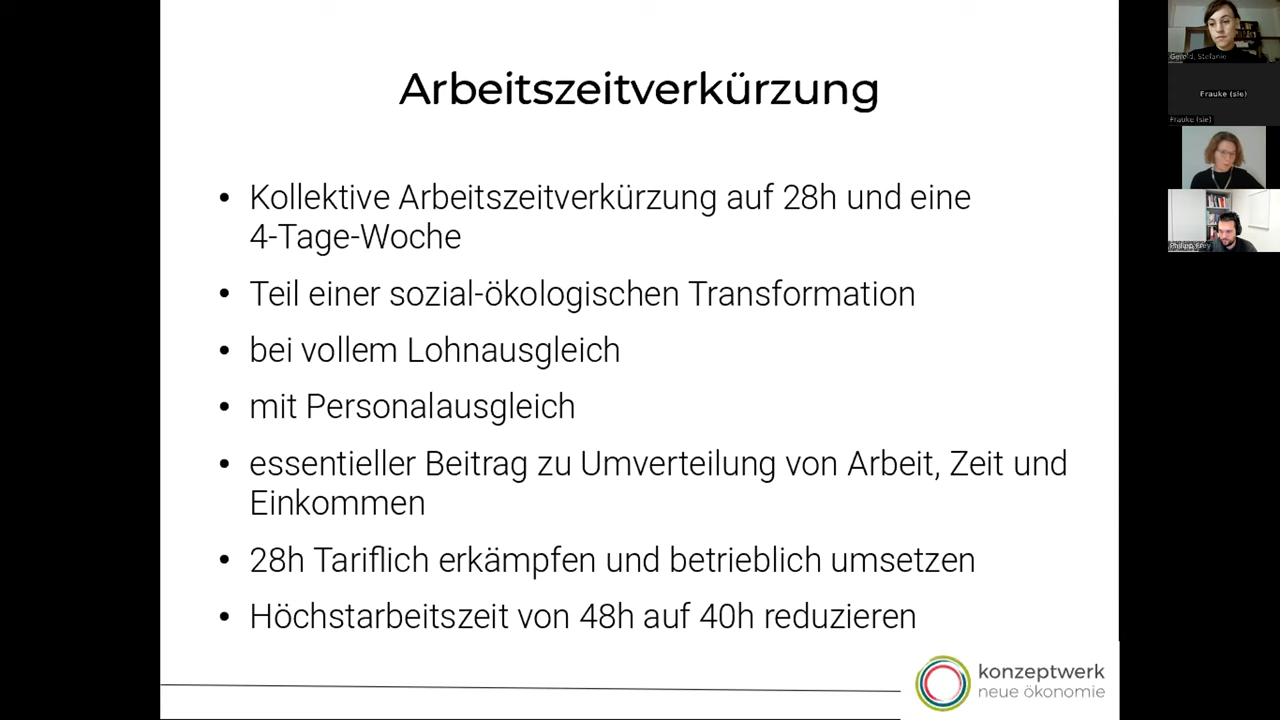 Arbeitszeitverkürzung
• Kollektive Arbeitszeitverkürzung auf 28h und eine
4-Tage-Woche
• Teil einer sozial-ökologischen Transformation
• bei vollem Lohnausgleich
• mit Personalausgleich
• essentieller Beitrag zu Umverteilung von Arbeit, Zeit und
Einkommen
• 28h Tariflich erkämpfen und betrieblich umsetzen
• Höchstarbeitszeit von 48h auf 40h reduzieren
konzeptwerk
neue ökonomie
Gerold, Stefanie
Frauke (sie)
Frauke (sie)
Philipp Frey